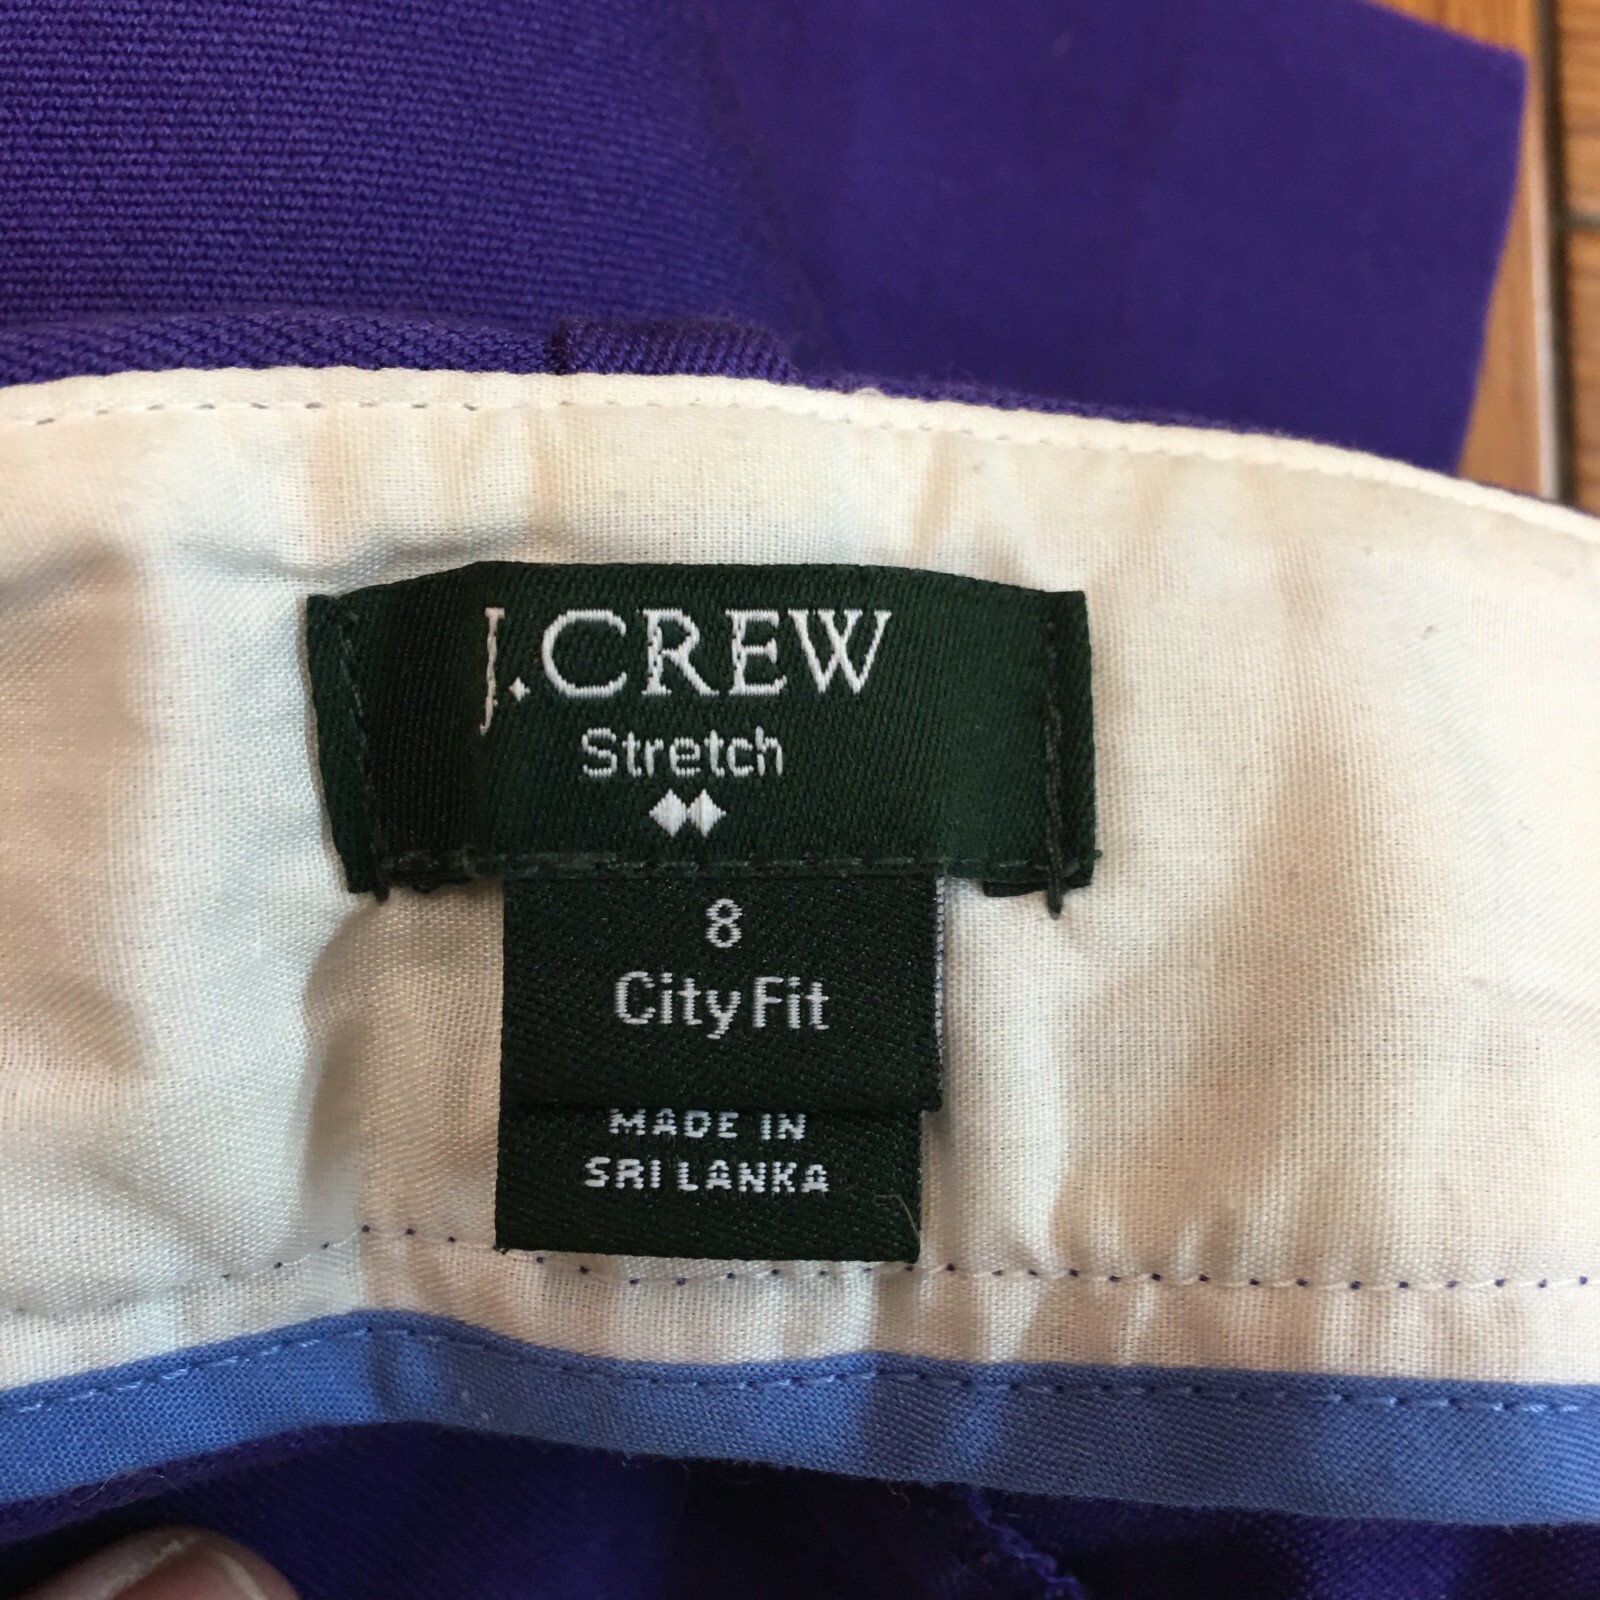 J.CREW
Stretch
8
City Fit
MADE IN
SRI LANKA